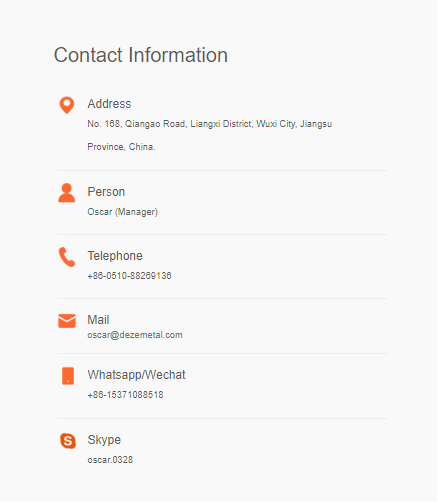 Contact Information
Address
No. 168, Qiangao Road, Liangxi District, Wuxi City, Jiangsu
Province, China.
Person
Oscar (Manager)
Telephone
+86-0510-88269136
Mail
oscar@dezemetal.com
Whatsapp/Wechat
+86-15371088518
Skype
oscar.0328